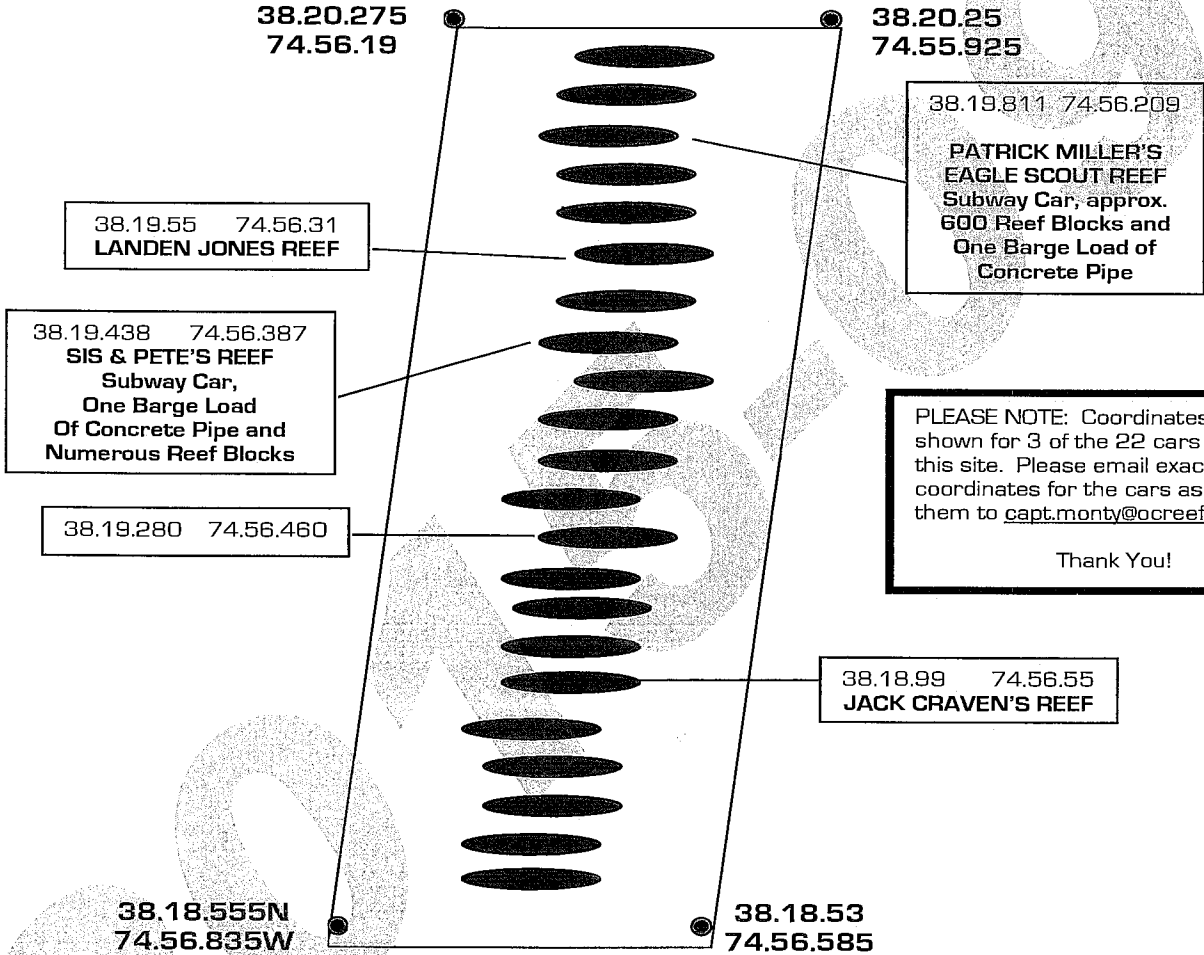 38.20.275
74.56.19
38.20.25
74.55.925
38.19.811 74.56.209
PATRICK MILLER'S
EAGLE SCOUT REEF
Subway Car, approx.
600 Reef Blocks and
One Barge Load of
Concrete Pipe
38.19.55 74.56.31
LANDEN JONES REEF
38.19.438 74.56.387
SIS & PETE'S REEF
Subway Car,
One Barge Load
Of Concrete Pipe and
Numerous Reef Blocks
PLEASE NOTE: Coordinates
shown for 3 of the 22 cars
this site. Please email exac
coordinates for the cars as
them to capt.monty@ocreef
Thank You!
38.19.280 74.56.460
38.18.99 74.56.55
JACK CRAVEN'S REEF
38.18.555N
74.56.835W
38.18.53
74.56.585